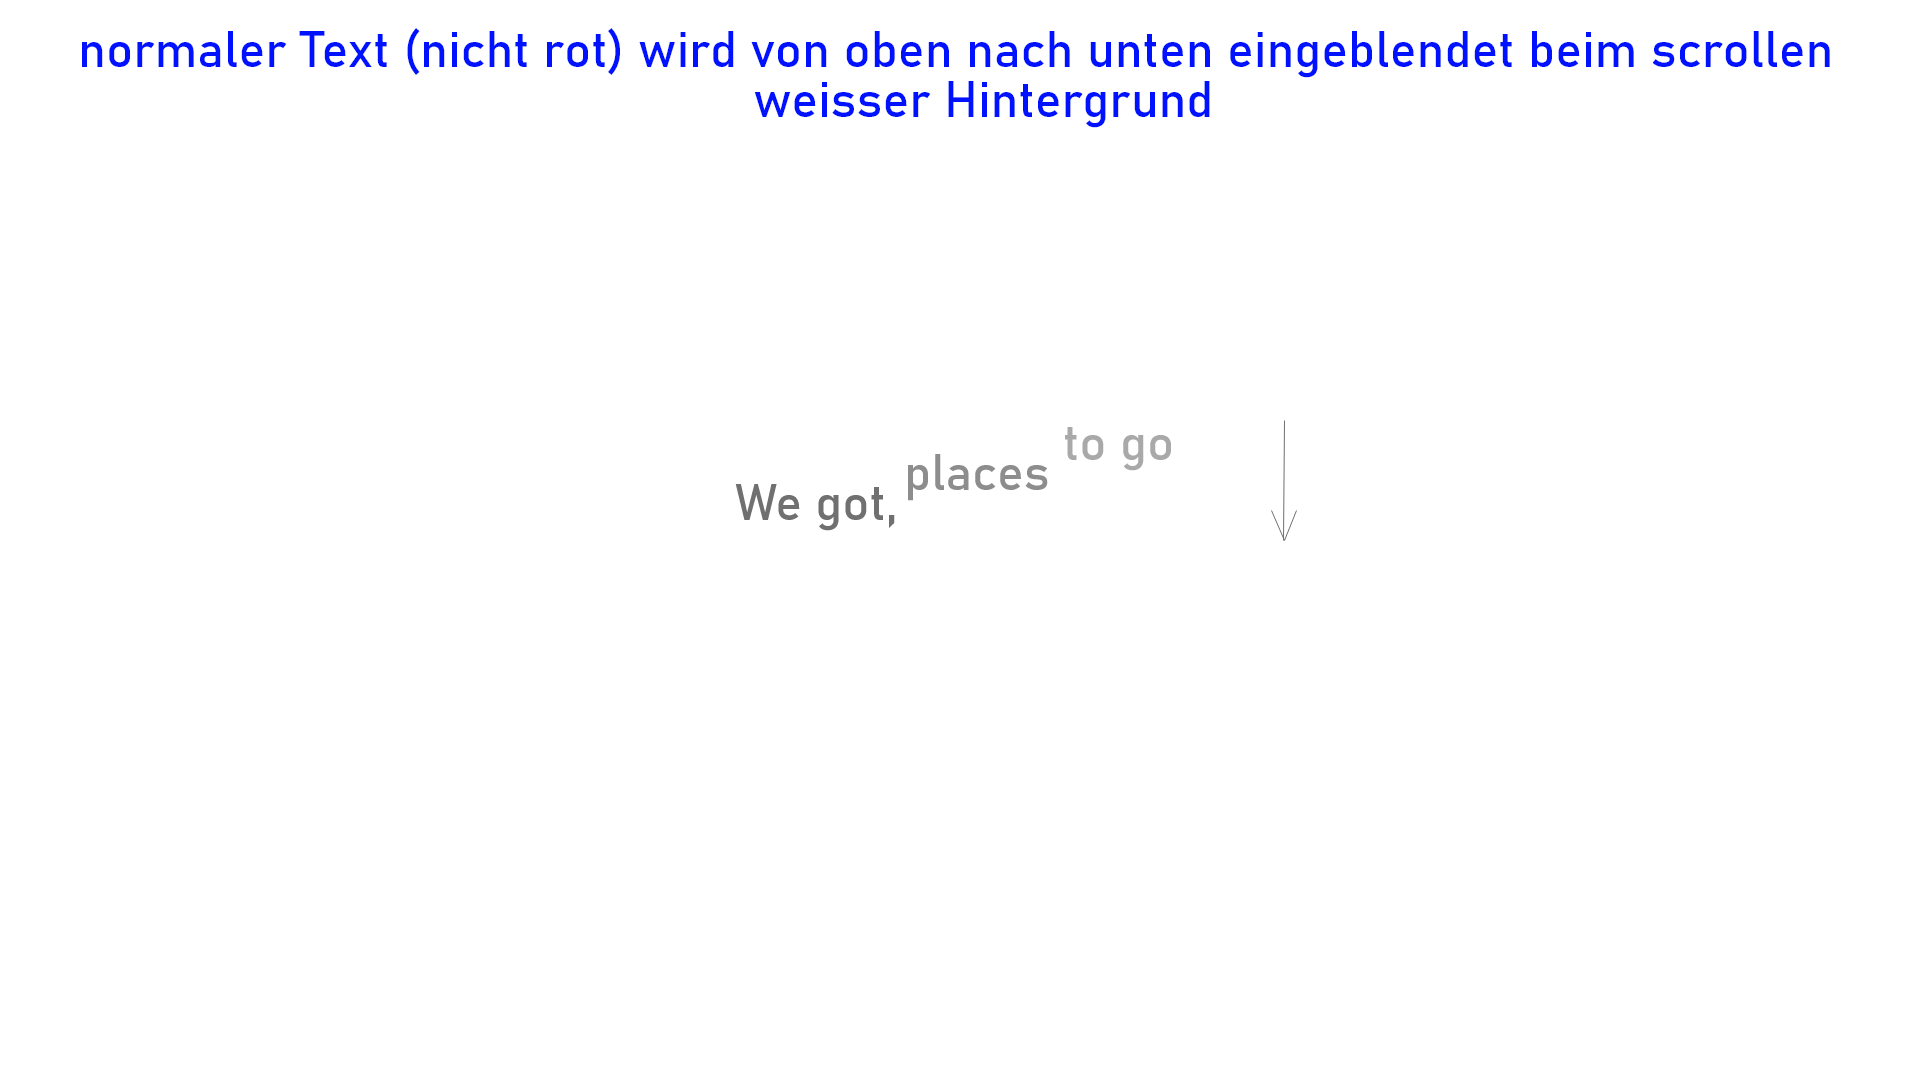 normaler Text (nicht rot) wird von oben nach unten eingeblendet beim scrollen
weisser Hintergrund
We got, places to go